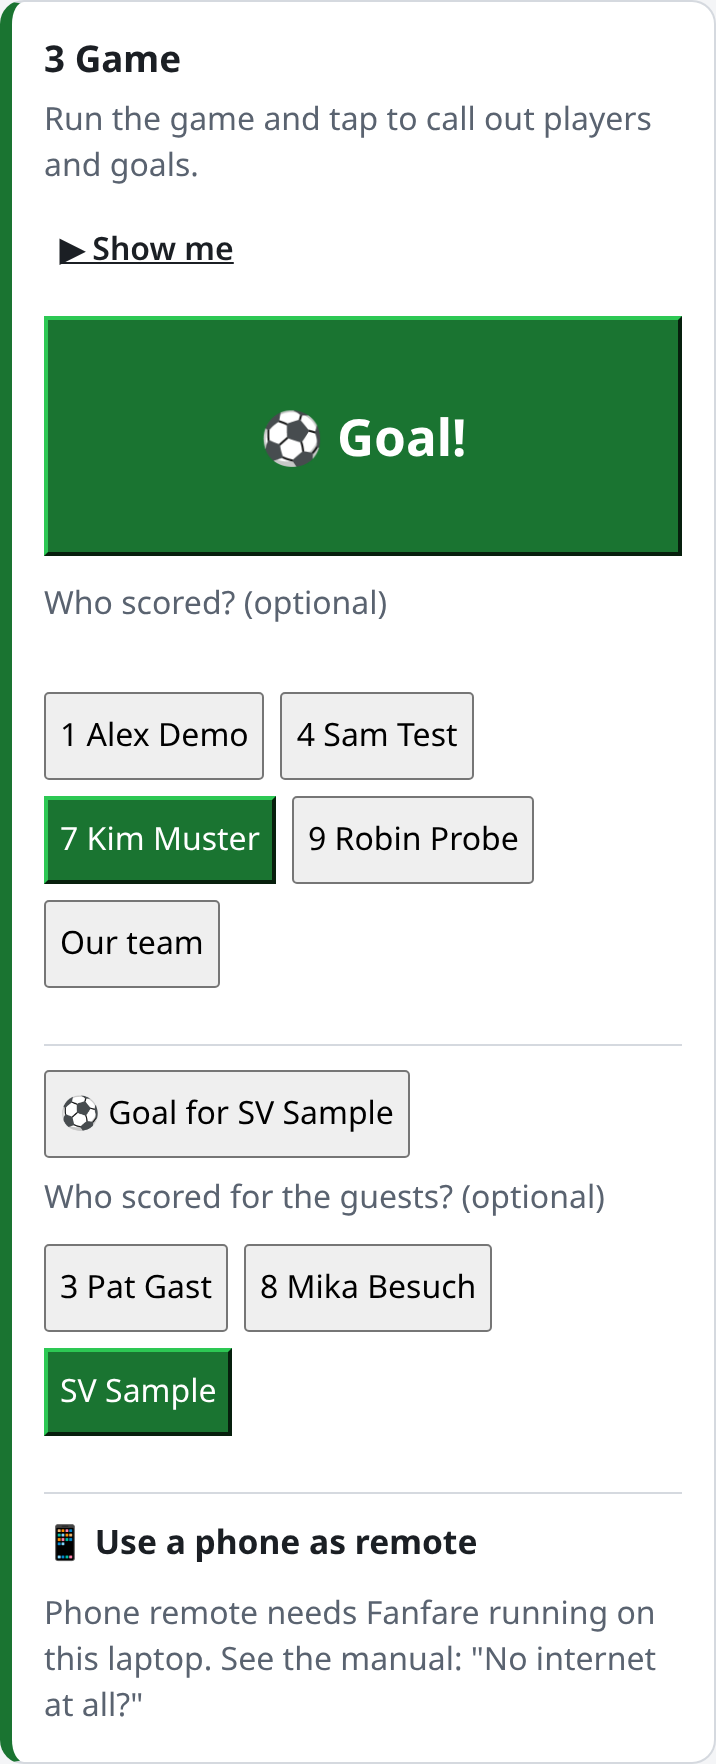 3 Game
Run the game and tap to call out players
and goals.
▶ Show me
⚽ Goal!
Who scored? (optional)
1 Alex Demo
4 Sam Test
7 Kim Muster
9 Robin Probe
Our team
⚽ Goal for SV Sample
Who scored for the guests? (optional)
3 Pat Gast
8 Mika Besuch
SV Sample
📱 Use a phone as remote
Phone remote needs Fanfare running on
this laptop. See the manual: "No internet
at all?"